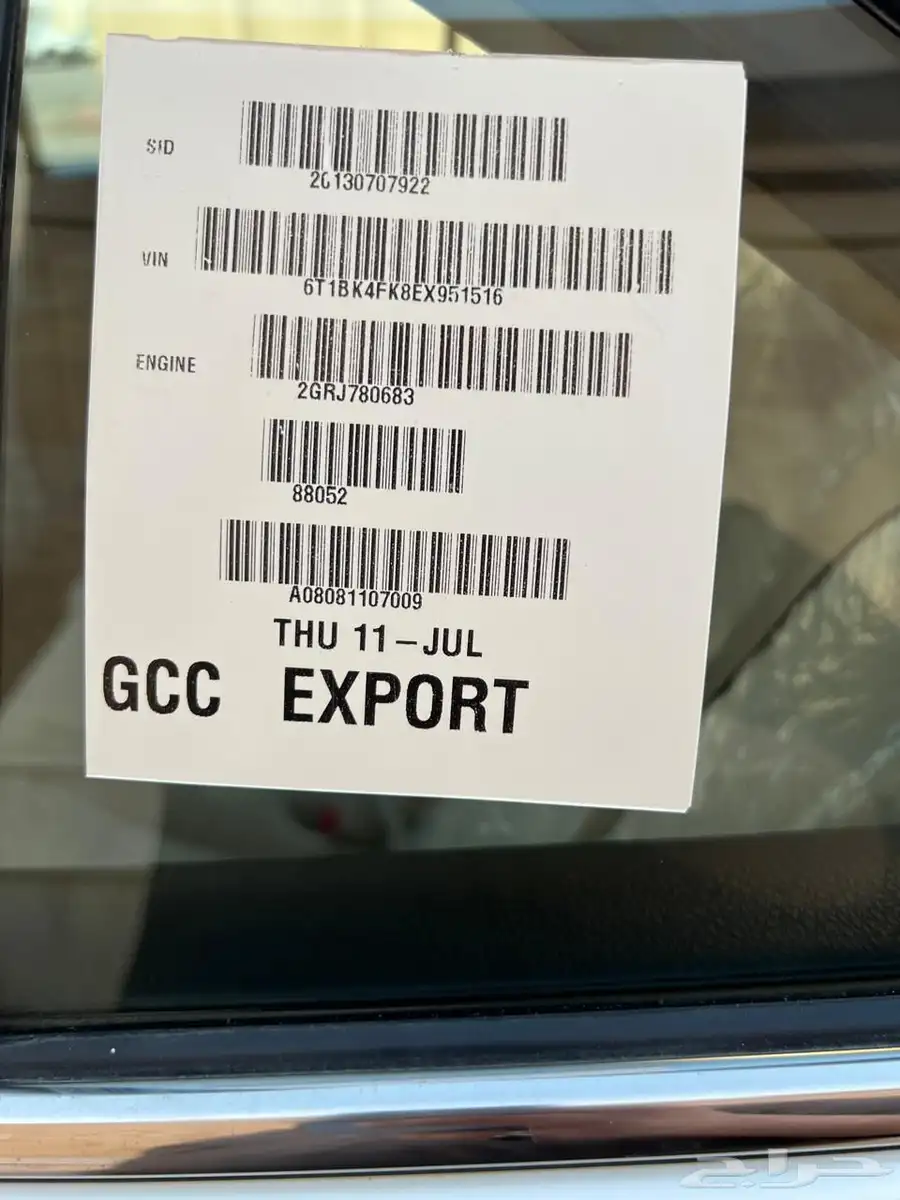 SID
20130707922
VIN
6T1BK4FK8EX951516
ENGINE
2GRJ780683
88052
A08081107009
THU 11-JUL
GCC EXPORT
حراج